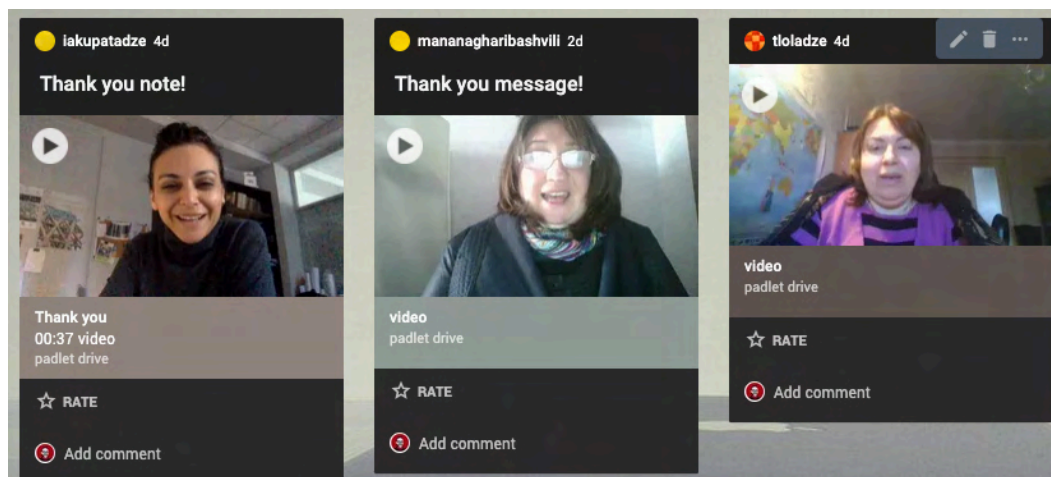 iakupatadze 4d
Thank you note!
Thank you
00:37 video
padlet drive
RATE
Add comment
mananagharibashvili 2d
Thank you message!
video
padlet drive
RATE
Add comment
tloladze 4d
video
padlet drive
RATE
Add comment